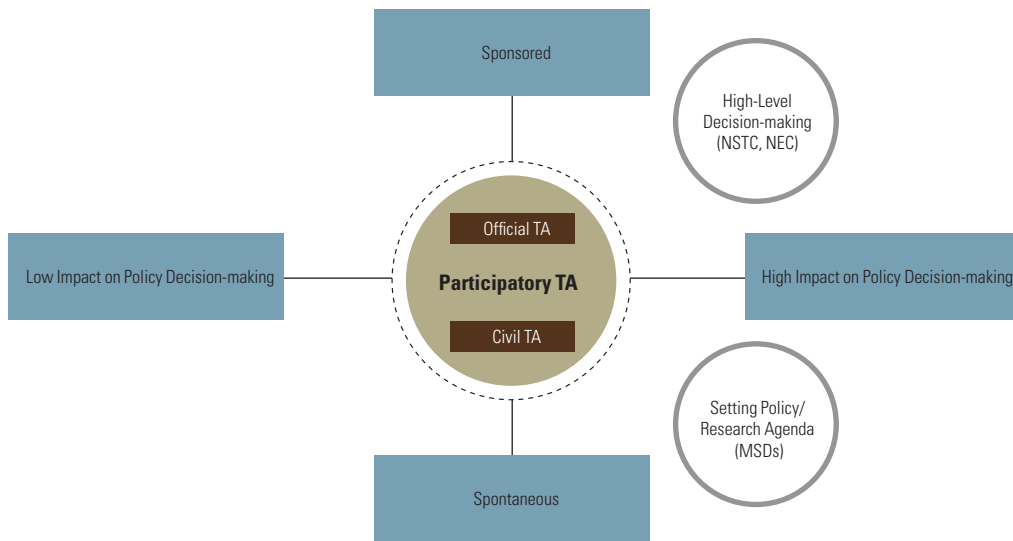 Sponsored
High-Level
Decision-making
(NSTC, NEC)
Official TA
Low Impact on Policy Decision-making
Participatory TA
High Impact on Policy Decision-making
Civil TA
Setting Policy/
Research Agenda
(MSDs)
Spontaneous